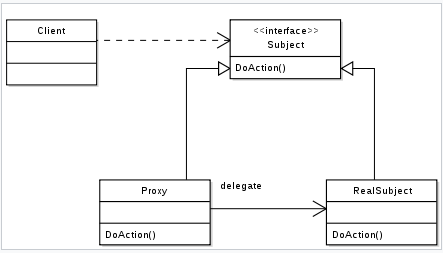 Client
<<interface>>
Subject
DoAction()
delegate
Proxy
RealSubject
DoAction()
DoAction()